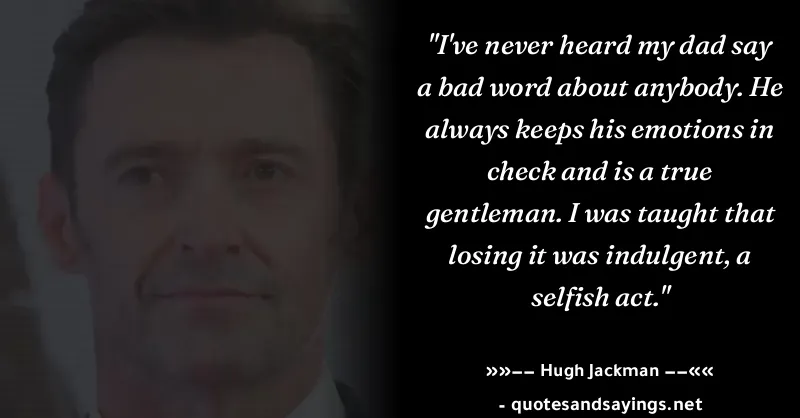 "I've never heard my dad say
a bad word about anybody. He
always keeps his emotions in
check and is a true
gentleman. I was taught that
losing it was indulgent, a
selfish act."
»»−− Hugh Jackman −−««
- quotesandsayings.net